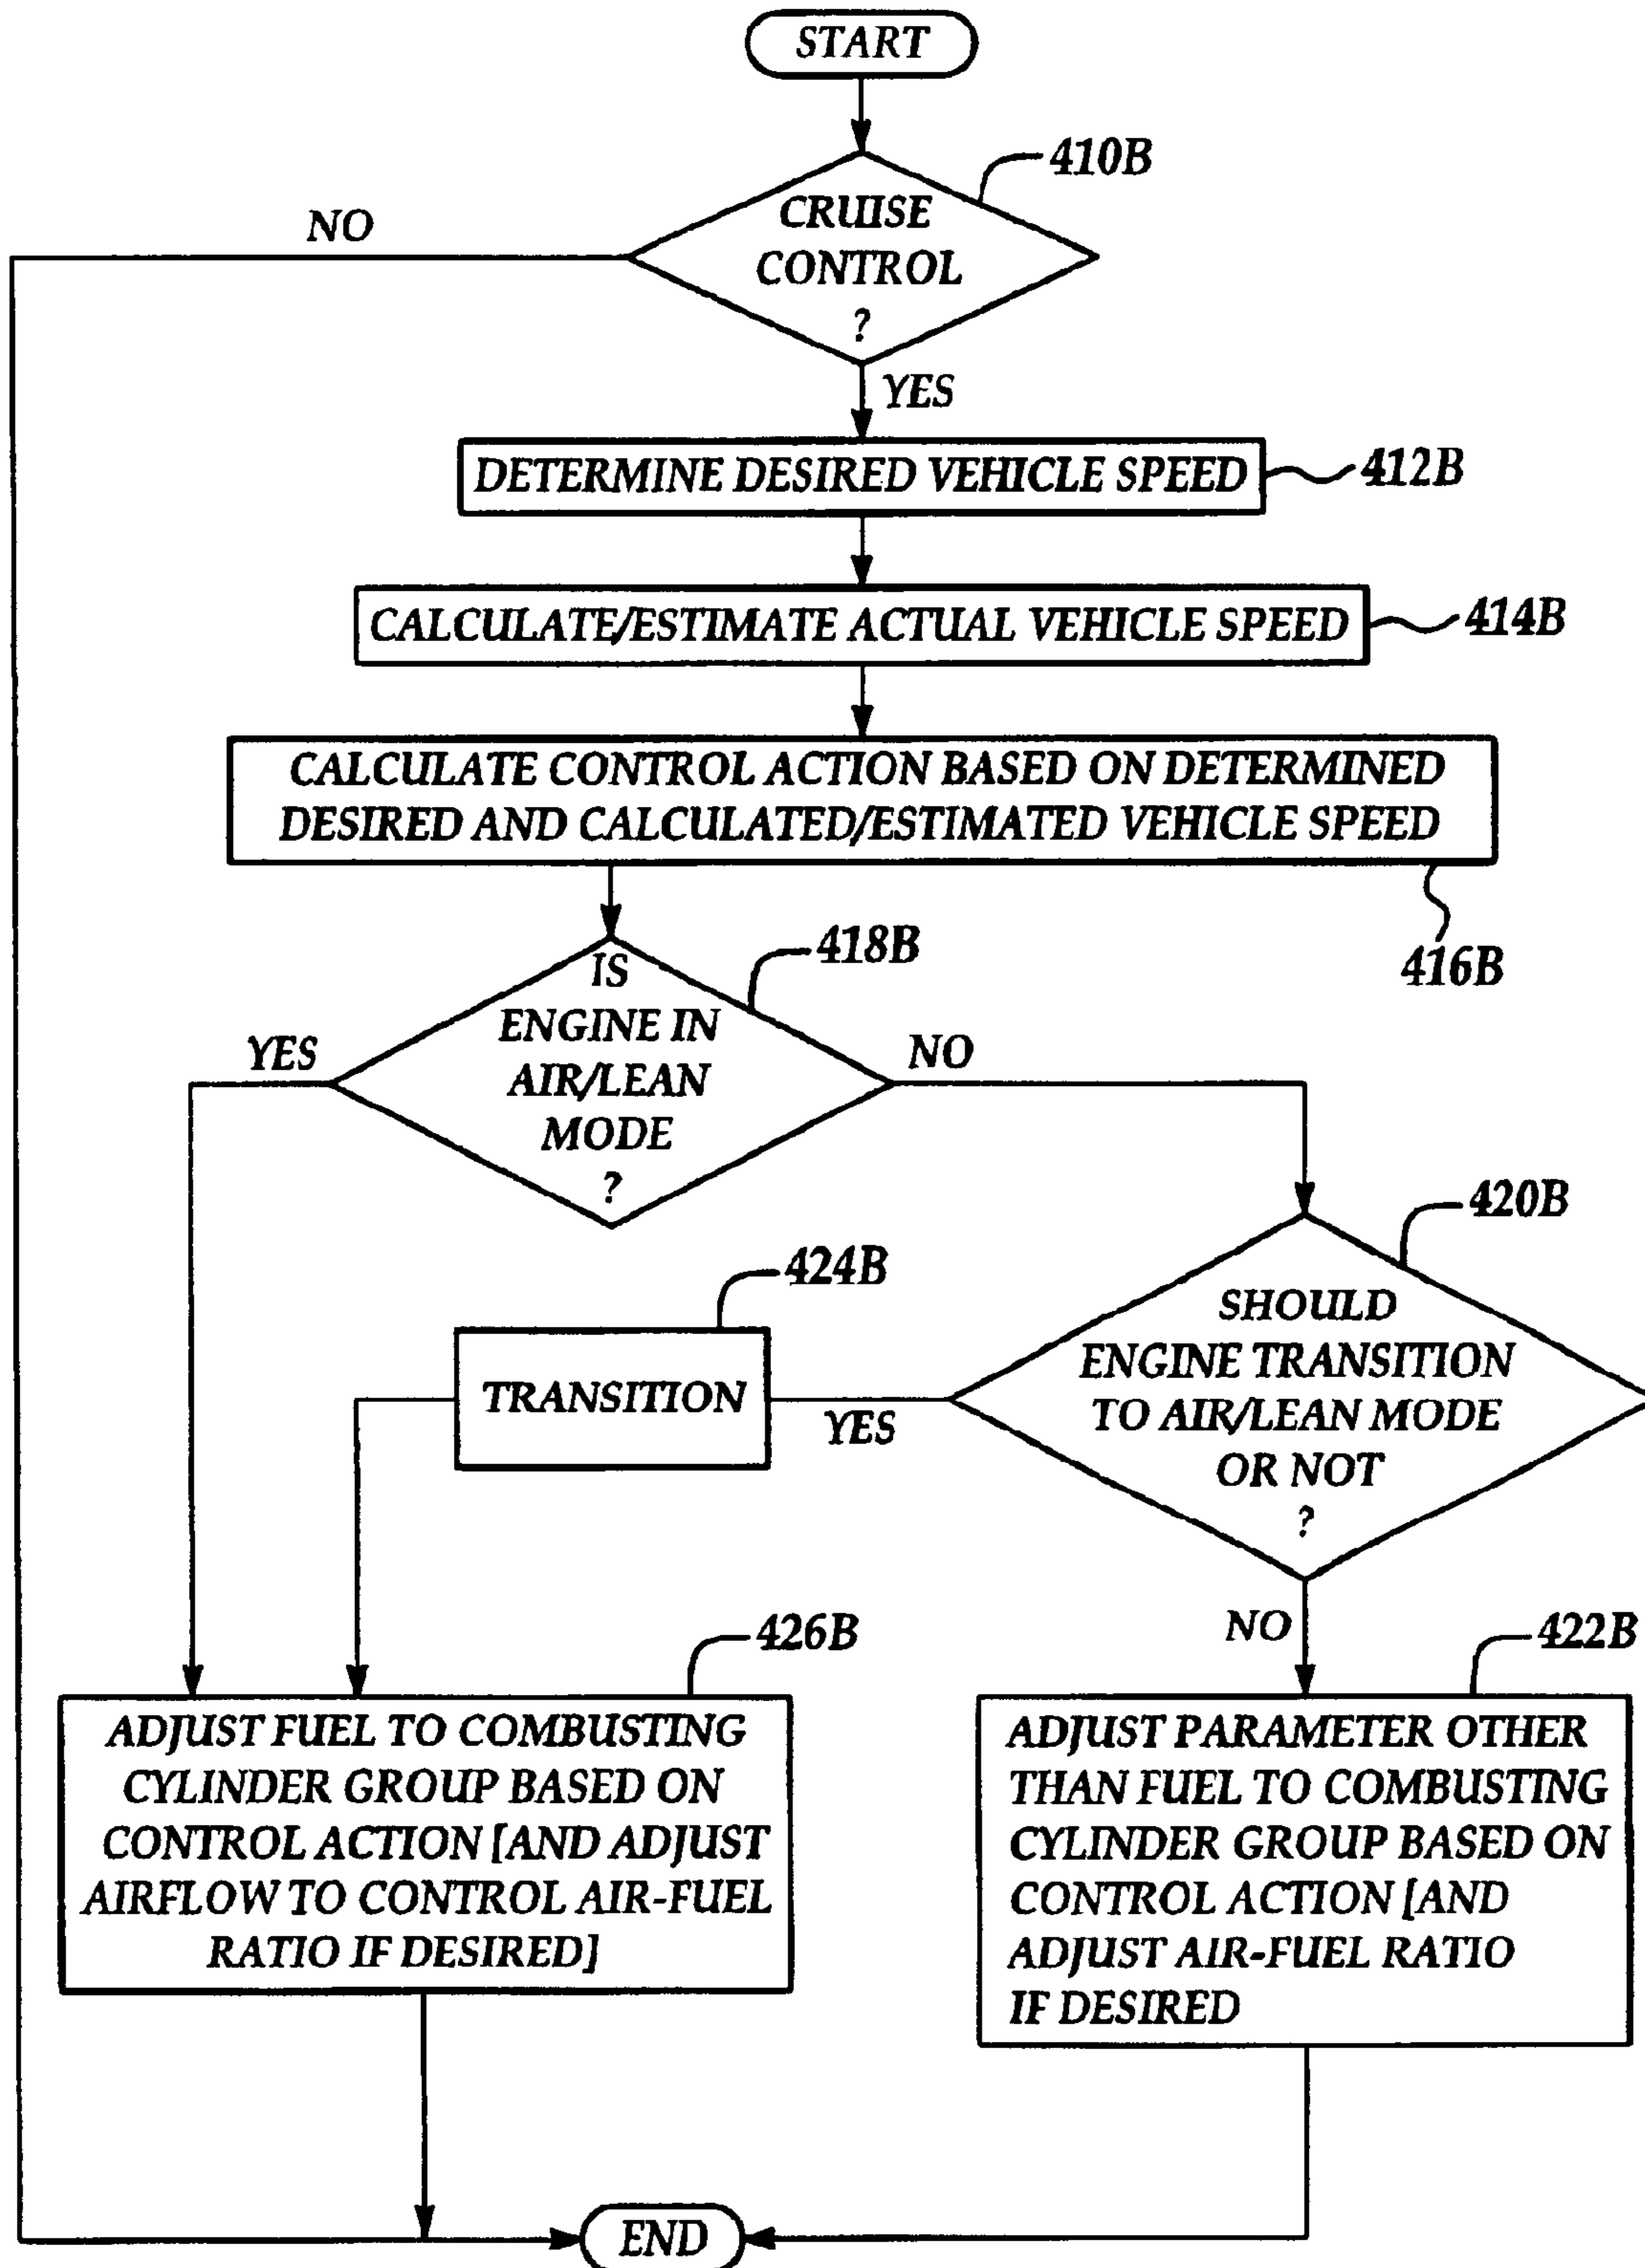 START
410B
CRUISE
CONTROL
?
NO
YES
DETERMINE DESIRED VEHICLE SPEED
412B
CALCULATE/ESTIMATE ACTUAL VEHICLE SPEED
414B
CALCULATE CONTROL ACTION BASED ON DETERMINED
DESIRED AND CALCULATED/ESTIMATED VEHICLE SPEED
416B
418B
IS
ENGINE IN
AIR/LEAN
MODE
?
YES
NO
420B
SHOULD
ENGINE TRANSITION
TO AIR/LEAN MODE
OR NOT
?
424B
TRANSITION
YES
NO
426B
ADJUST FUEL TO COMBUSTING
CYLINDER GROUP BASED ON
CONTROL ACTION [AND ADJUST
AIRFLOW TO CONTROL AIR-FUEL
RATIO IF DESIRED]
422B
ADJUST PARAMETER OTHER
THAN FUEL TO COMBUSTING
CYLINDER GROUP BASED ON
CONTROL ACTION [AND
ADJUST AIR-FUEL RATIO
IF DESIRED
END